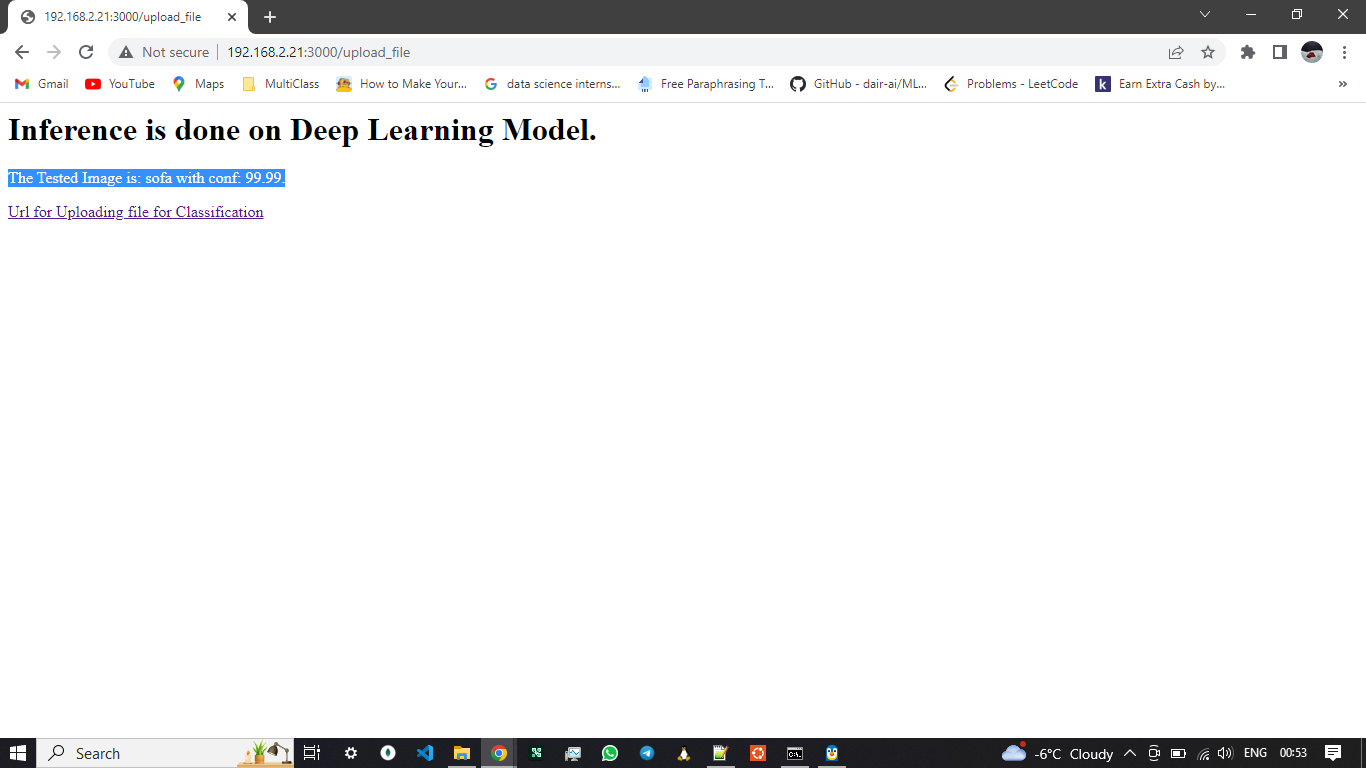 192.168.2.21:3000/upload_file
Not secure 192.168.2.21:3000/upload_file
Gmail YouTube Maps MultiClass How to Make Your... data science interns... Free Paraphrasing T... GitHub - dair-ai/ML... Problems - LeetCode k Earn Extra Cash by... »
Inference is done on Deep Learning Model.
The Tested Image is: sofa with conf: 99.99.
Url for Uploading file for Classification
Search -6°C Cloudy ENG 00:53